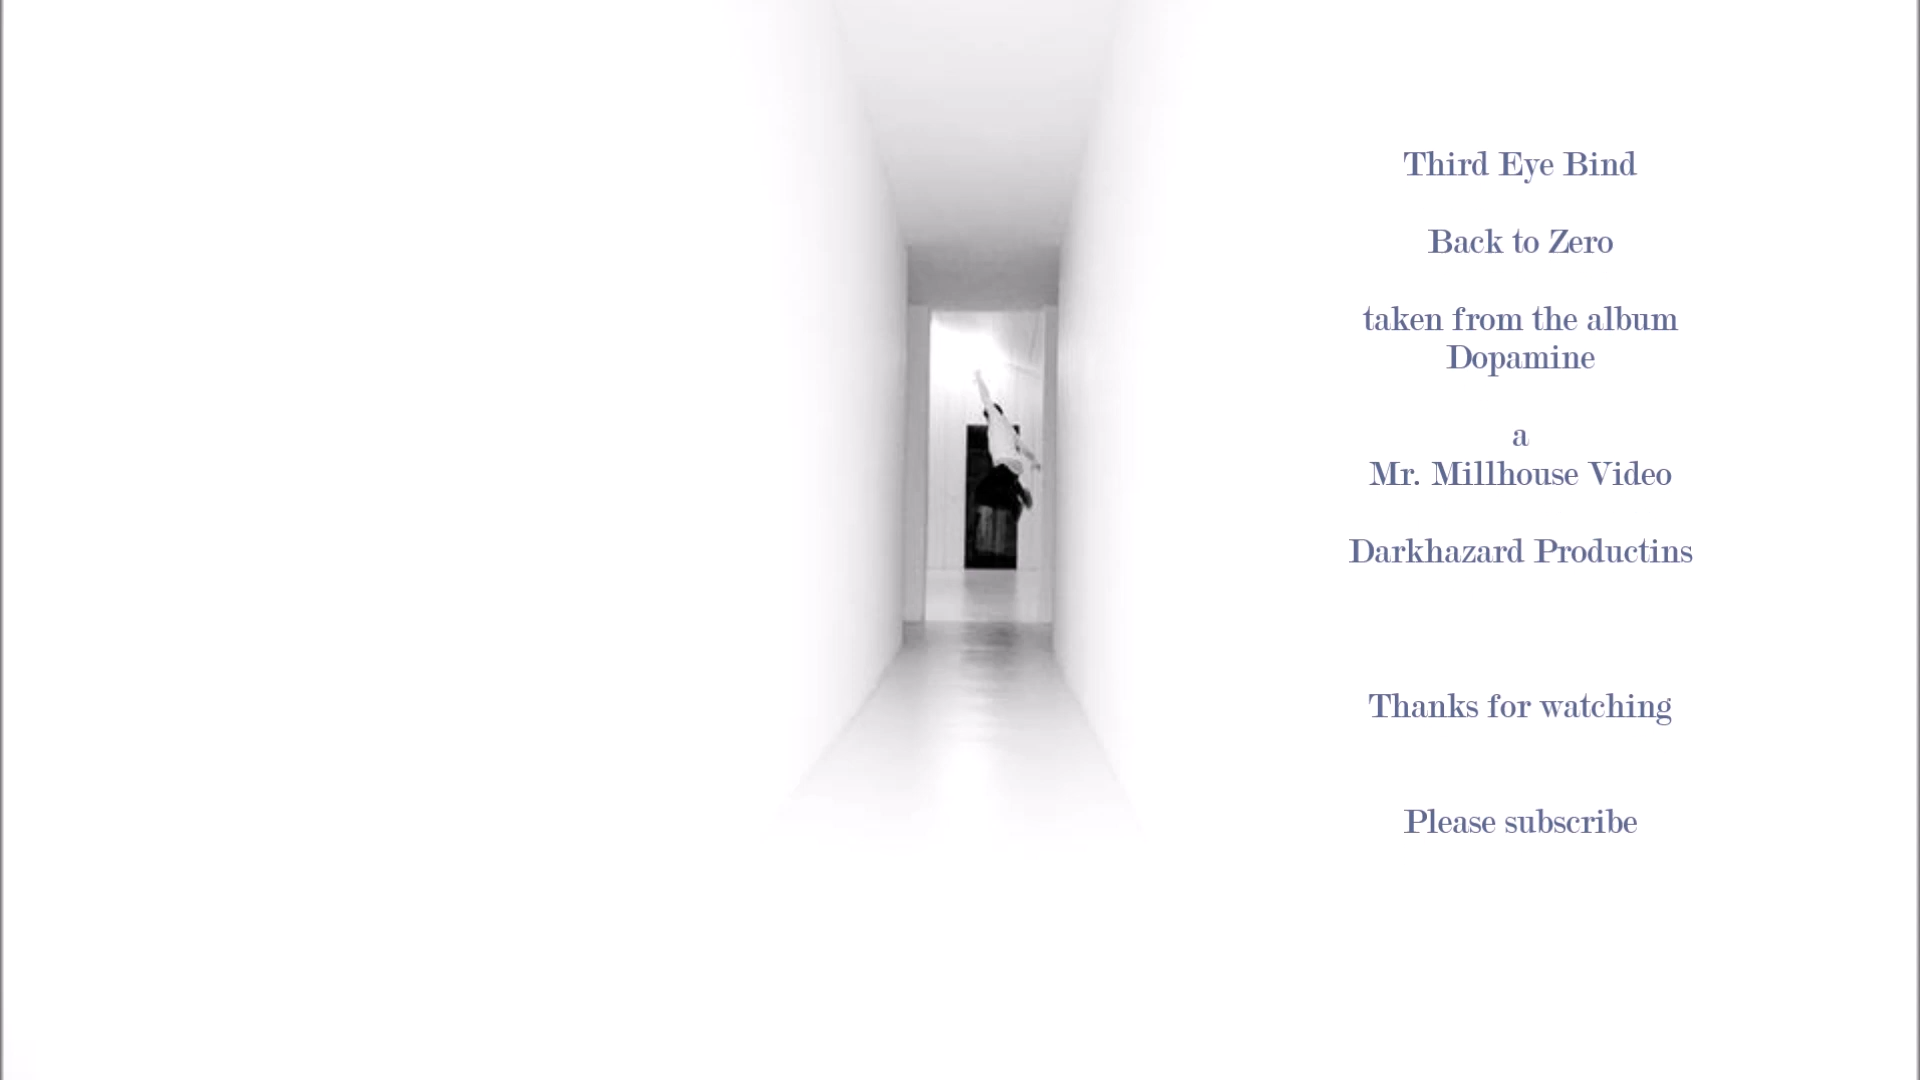 Third Eye Bind
Back to Zero
taken from the album
Dopamine
a
Mr. Millhouse Video
Darkhazard Productins
Thanks for watching
Please subscribe